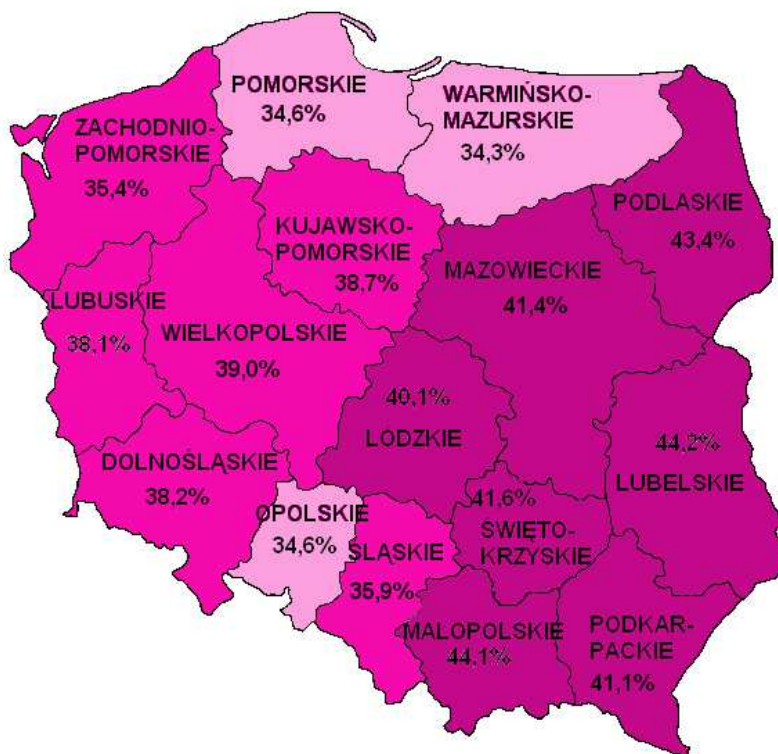 POMORSKIE
34,6%
WARMIŃSKO-
MAZURSKIE
34,3%
ZACHODNIO-
POMORSKIE
35,4%
PODLASKIE
43,4%
KUJAWSKO-
POMORSKIE
38,7%
MAZOWIECKIE
41,4%
LUBUSKIE
38,1%
WIELKOPOLSKIE
39,0%
40,1%
LODZKIE
44,2%
LUBELSKIE
DOLNOŚLĄSKIE
38,2%
OPOLSKIE
34,6%
ŚLĄSKIE
35,9%
41,6%
ŚWIĘTO-
KRZYSKIE
MALOPOLSKIE
44,1%
PODKAR-
PACKIE
41,1%